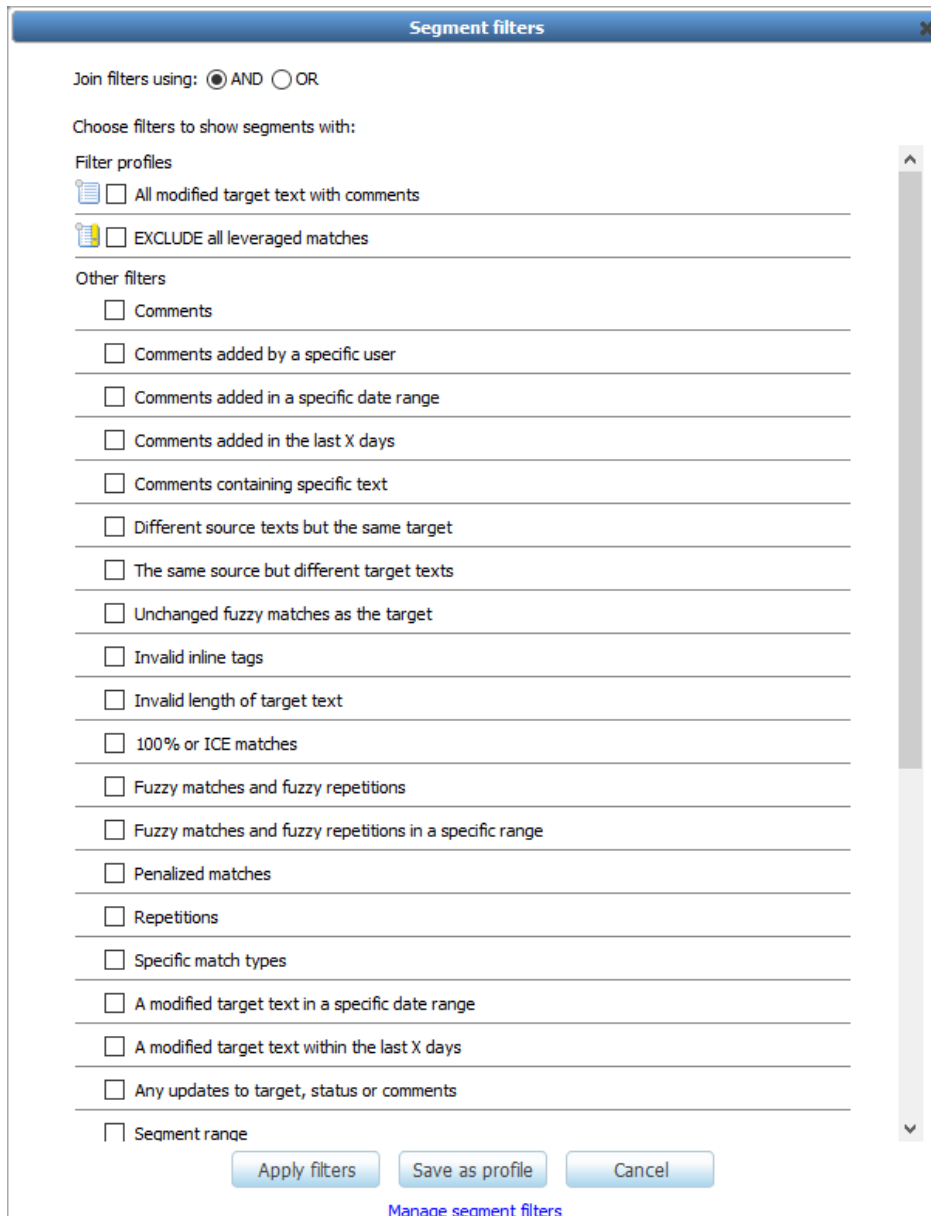 Segment filters
Join filters using: AND OR
Choose filters to show segments with:
Filter profiles
All modified target text with comments
EXCLUDE all leveraged matches
Other filters
Comments
Comments added by a specific user
Comments added in a specific date range
Comments added in the last X days
Comments containing specific text
Different source texts but the same target
The same source but different target texts
Unchanged fuzzy matches as the target
Invalid inline tags
Invalid length of target text
100% or ICE matches
Fuzzy matches and fuzzy repetitions
Fuzzy matches and fuzzy repetitions in a specific range
Penalized matches
Repetitions
Specific match types
A modified target text in a specific date range
A modified target text within the last X days
Any updates to target, status or comments
Segment range
Apply filters Save as profile Cancel
Manage segment filters